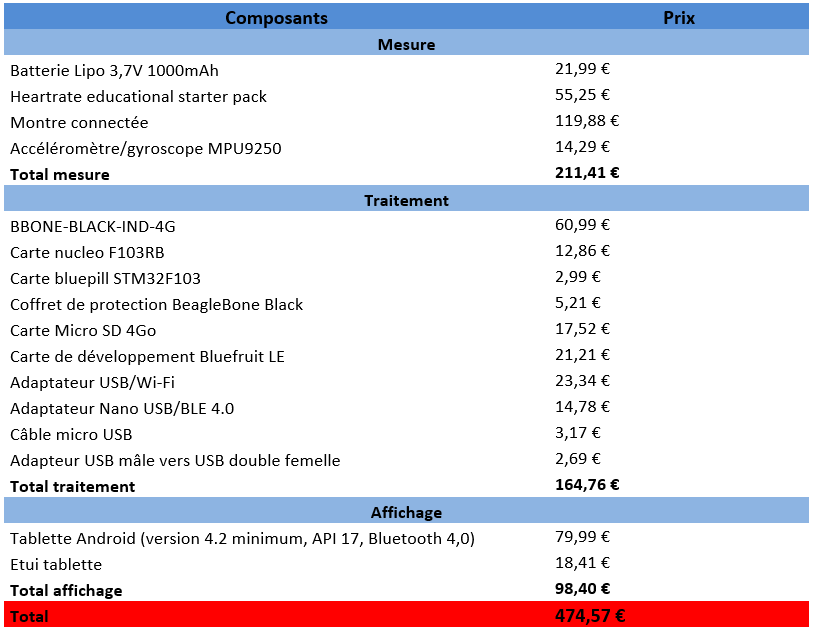 Composants Prix
Mesure
Batterie Lipo 3,7V 1000mAh 21,99 €
Heartrate educational starter pack 55,25 €
Montre connectée 119,88 €
Accéléromètre/gyroscope MPU9250 14,29 €
Total mesure 211,41 €
Traitement
BBONE-BLACK-IND-4G 60,99 €
Carte nucleo F103RB 12,86 €
Carte bluepill STM32F103 2,99 €
Coffret de protection BeagleBone Black 5,21 €
Carte Micro SD 4Go 17,52 €
Carte de développement Bluefruit LE 21,21 €
Adaptateur USB/Wi-Fi 23,34 €
Adaptateur Nano USB/BLE 4.0 14,78 €
Câble micro USB 3,17 €
Adapteur USB mâle vers USB double femelle 2,69 €
Total traitement 164,76 €
Affichage
Tablette Android (version 4.2 minimum, API 17, Bluetooth 4,0) 79,99 €
Etui tablette 18,41 €
Total affichage 98,40 €
Total 474,57 €